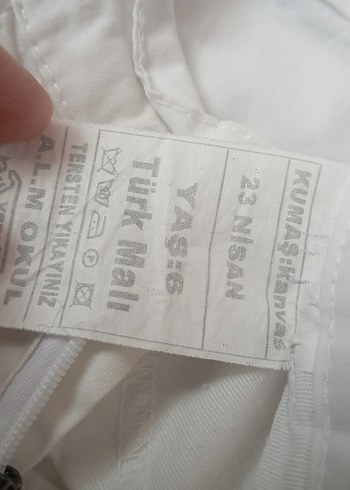 KUMAŞ:kanvas
23 NİSAN
YAŞ:6
Türk Malı
TERSTEN YIKAYINIZ
A.L.M OKUL